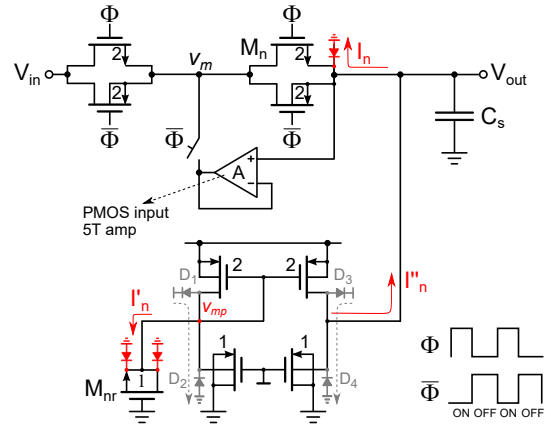 Φ Φ
2 Mn 2 In
Vin vm Vout
2 2
Φ̅ Φ̅ Cs
Φ̅
+
A
−
PMOS input
5T amp
2 2
D1 D3
I'n vmp I''n
1 1 Φ
1 D2 D4
Mnr Φ̅
ON OFF ON OFF